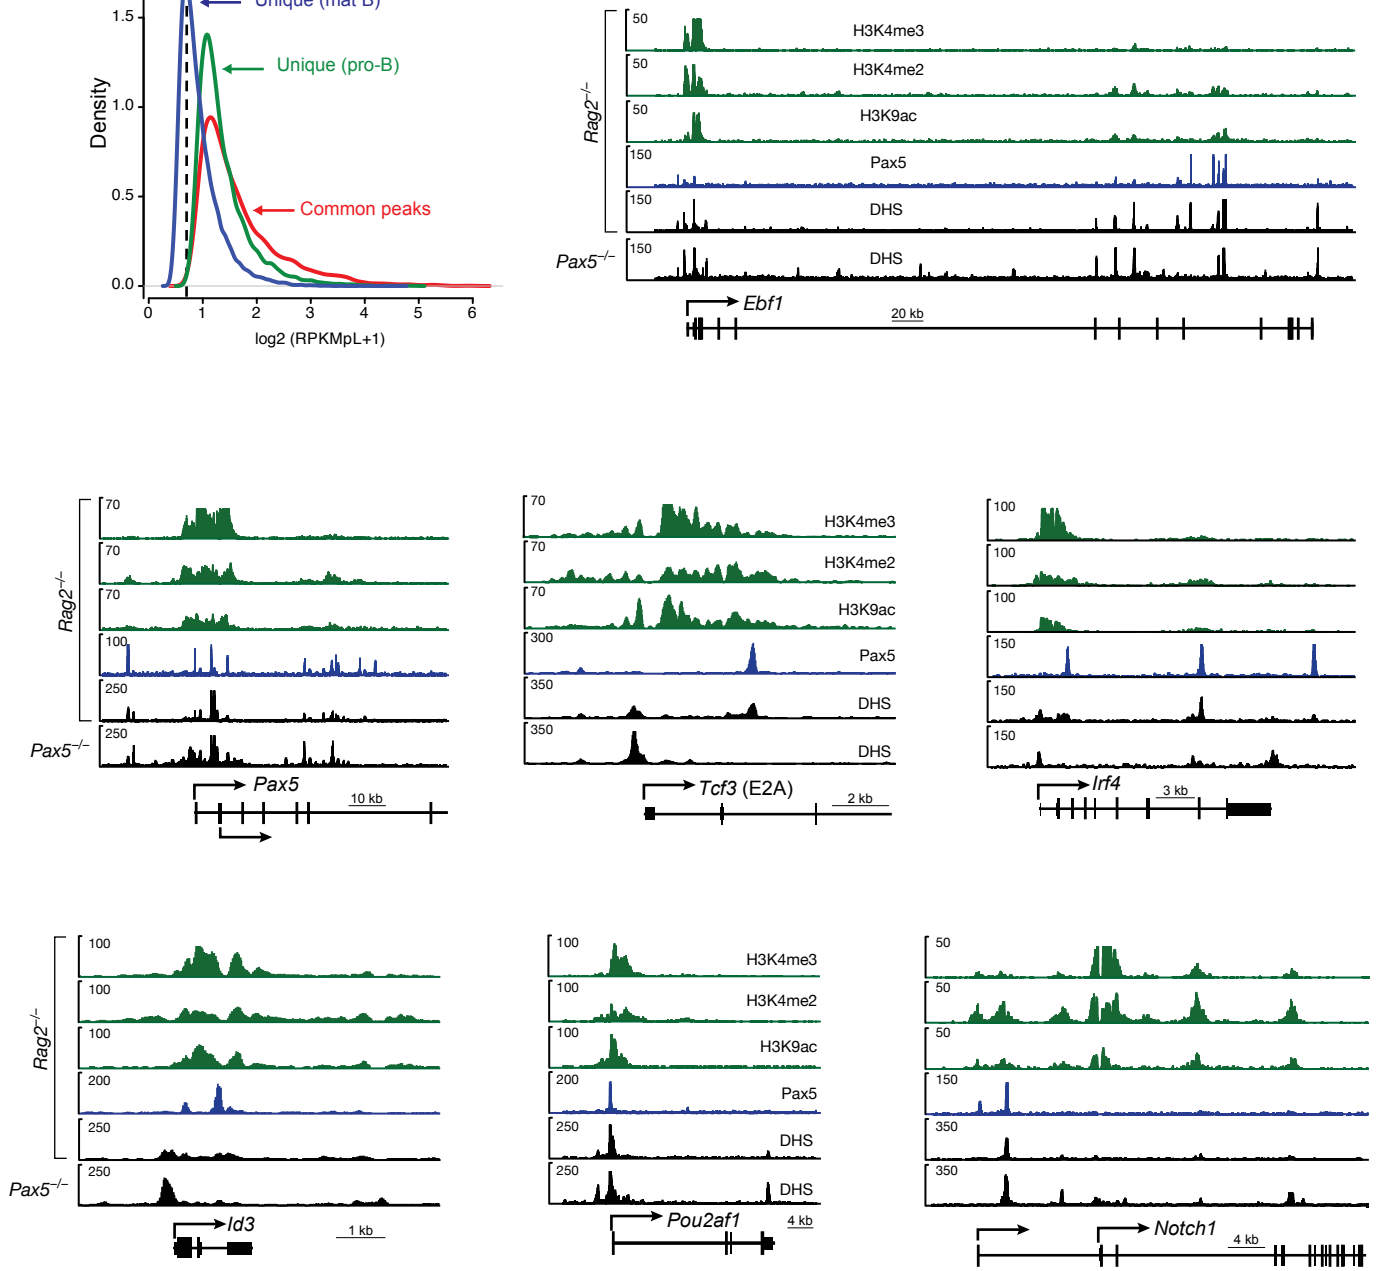 Unique (mat B)
Unique (pro-B)
Common peaks
Density
1.5
1.0
0.5
0.0
0 1 2 3 4 5 6
log2 (RPKMpL+1)
Rag2–/–
50 H3K4me3
50 H3K4me2
50 H3K9ac
150 Pax5
150 DHS
Pax5–/– 150 DHS
Ebf1
20 kb
Rag2–/–
70
70
70
100
250
Pax5–/– 250
Pax5
10 kb
70 H3K4me3
70 H3K4me2
70 H3K9ac
300 Pax5
350 DHS
350 DHS
Tcf3 (E2A)
2 kb
100
100
100
150
150
150
Irf4
3 kb
Rag2–/–
100
100
100
200
250
Pax5–/– 250
Id3
1 kb
100 H3K4me3
100 H3K4me2
100 H3K9ac
200 Pax5
250 DHS
250 DHS
Pou2af1
4 kb
50
50
50
150
350
350
Notch1
4 kb